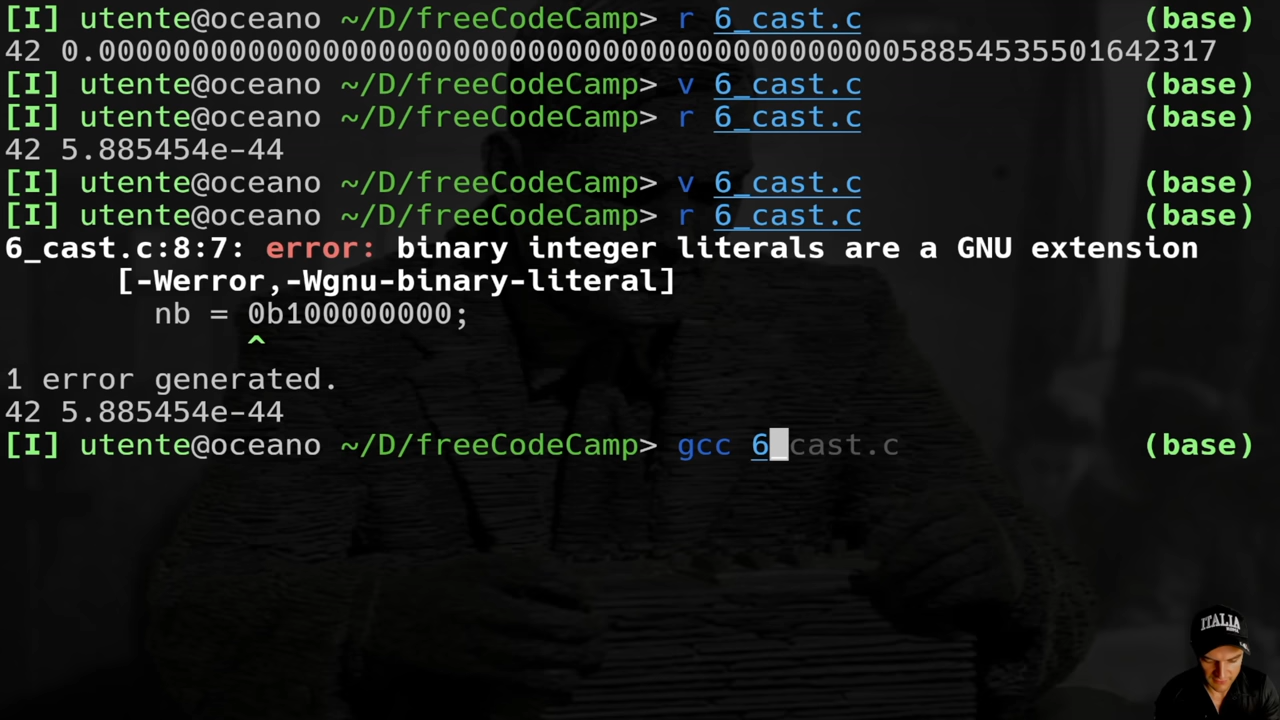 [I] utente@oceano ~/D/freeCodeCamp> r 6_cast.c (base)
42 0.000000000000000000000000000000000000000000058854535501642317
[I] utente@oceano ~/D/freeCodeCamp> v 6_cast.c (base)
[I] utente@oceano ~/D/freeCodeCamp> r 6_cast.c (base)
42 5.885454e-44
[I] utente@oceano ~/D/freeCodeCamp> v 6_cast.c (base)
[I] utente@oceano ~/D/freeCodeCamp> r 6_cast.c (base)
6_cast.c:8:7: error: binary integer literals are a GNU extension
[-Werror,-Wgnu-binary-literal]
nb = 0b100000000;
^
1 error generated.
42 5.885454e-44
[I] utente@oceano ~/D/freeCodeCamp> gcc 6_cast.c (base)
ITALIA